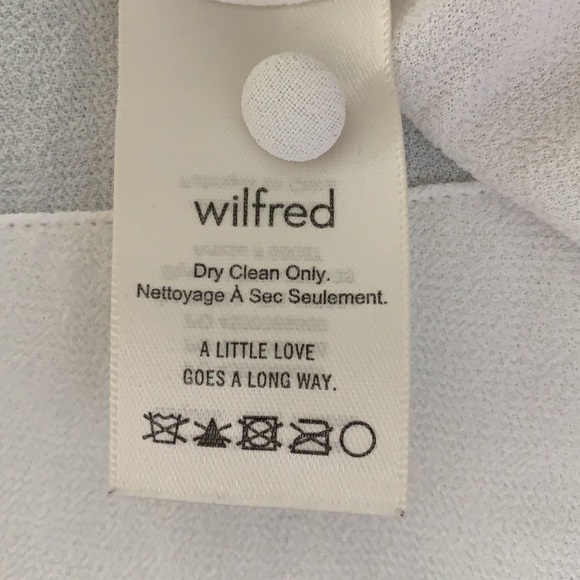 wilfred
Dry Clean Only.
Nettoyage À Sec Seulement.
A LITTLE LOVE
GOES A LONG WAY.